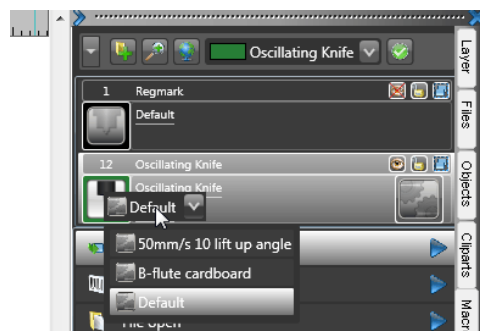 Oscillating Knife
1 Regmark
Default
12 Oscillating Knife
Oscillating Knife
Default
50mm/s 10 lift up angle
B-flute cardboard
Default
File open
Layer
Files
Objects
Cliparts
Macr